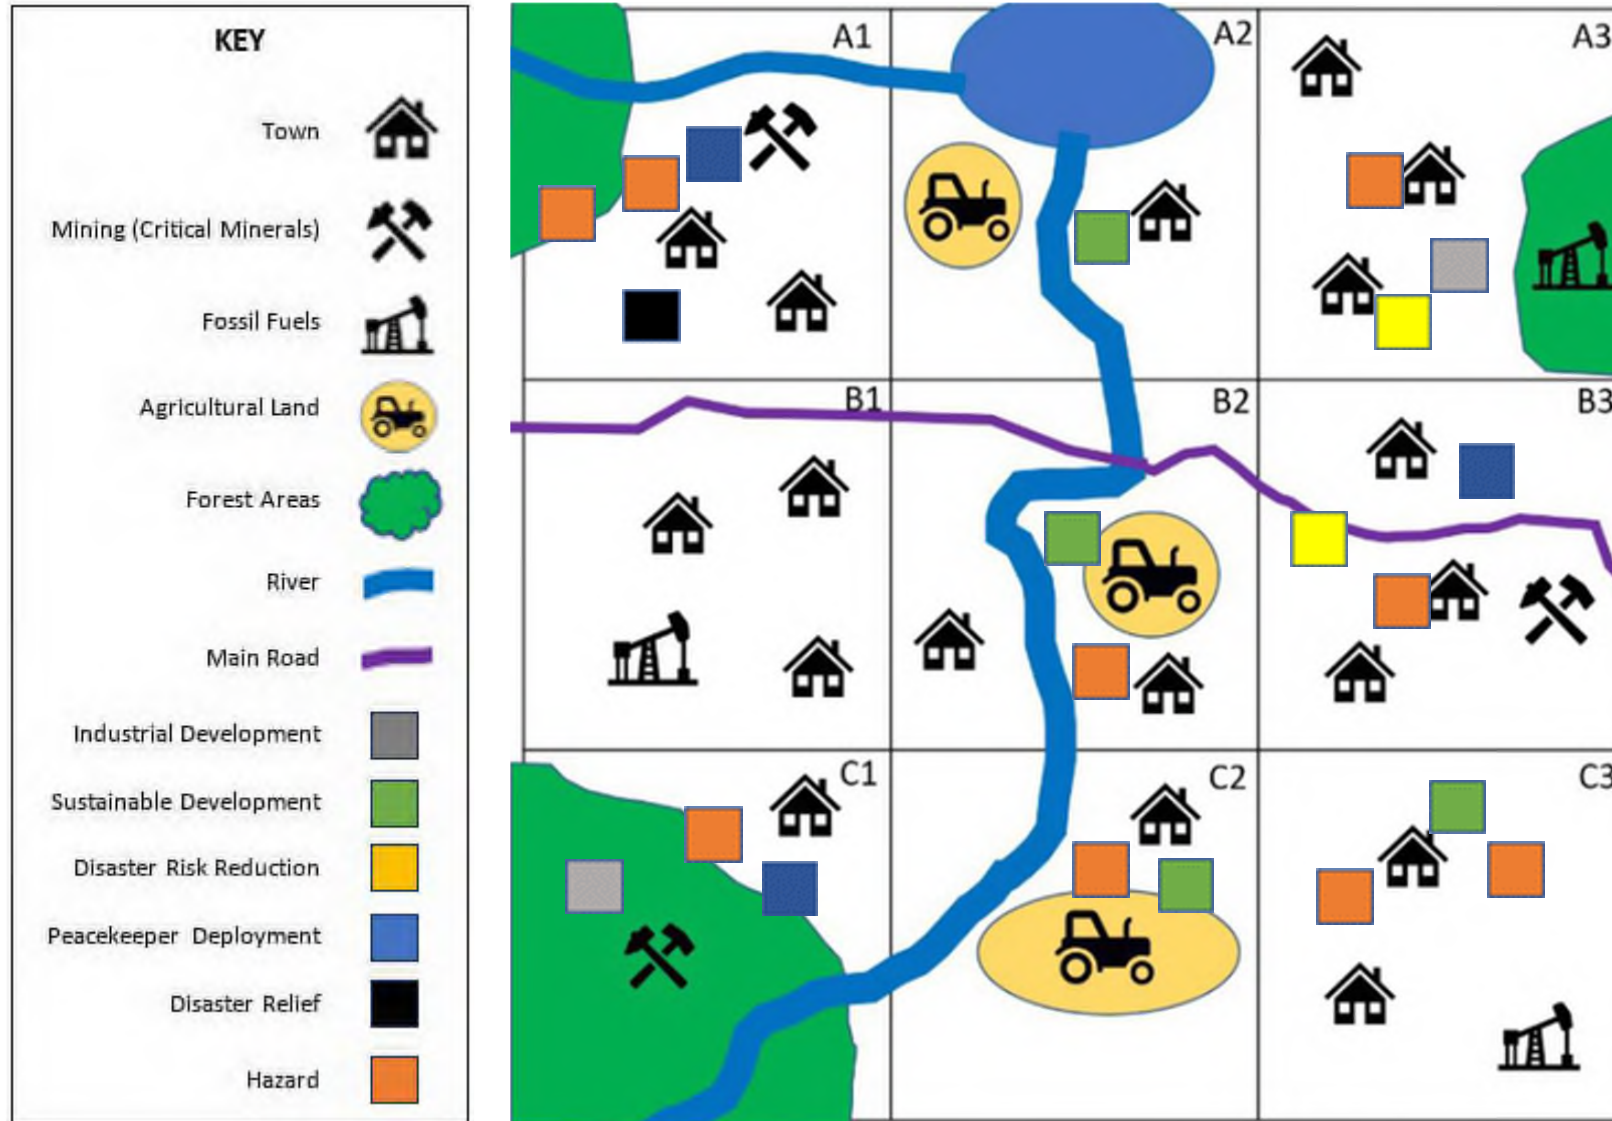 KEY
Town
Mining (Critical Minerals)
Fossil Fuels
Agricultural Land
Forest Areas
River
Main Road
Industrial Development
Sustainable Development
Disaster Risk Reduction
Peacekeeper Deployment
Disaster Relief
Hazard
A1
A2
A3
B1
B2
B3
C1
C2
C3